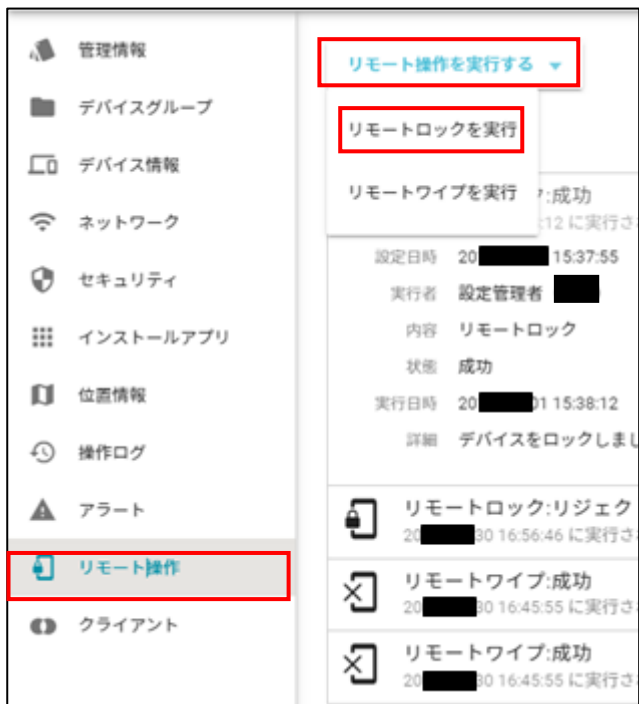 管理情報
デバイスグループ
デバイス情報
ネットワーク
セキュリティ
インストールアプリ
位置情報
操作ログ
アラート
リモート操作
クライアント
リモート操作を実行する
リモートロックを実行
リモートワイプを実行
:成功
:12 に実行さ
設定日時 20 15:37:55
実行者 設定管理者
内容 リモートロック
状態 成功
実行日時 20 01 15:38:12
詳細 デバイスをロックしまし
リモートロック:リジェク
20 30 16:56:46 に実行さ
リモートワイプ:成功
20 30 16:45:55 に実行さ
リモートワイプ:成功
20 30 16:45:55 に実行さ